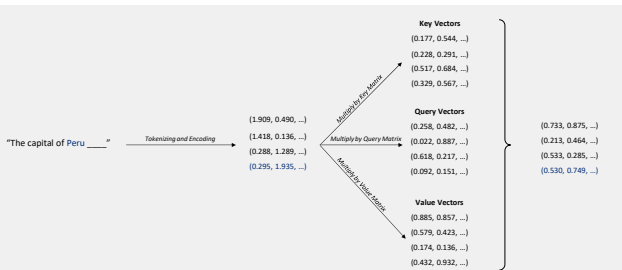 "The capital of Peru ____"
Tokenizing and Encoding
(1.909, 0.490, ...)
(1.418, 0.136, ...)
(0.288, 1.289, ...)
(0.295, 1.935, ...)
Multiply by Key Matrix
Multiply by Query Matrix
Multiply by Value Matrix
Key Vectors
(0.177, 0.544, ...)
(0.228, 0.291, ...)
(0.517, 0.684, ...)
(0.329, 0.567, ...)
Query Vectors
(0.258, 0.482, ...)
(0.022, 0.887, ...)
(0.618, 0.217, ...)
(0.092, 0.151, ...)
Value Vectors
(0.885, 0.857, ...)
(0.579, 0.423, ...)
(0.174, 0.136, ...)
(0.432, 0.932, ...)
(0.733, 0.875, ...)
(0.213, 0.464, ...)
(0.533, 0.285, ...)
(0.530, 0.749, ...)